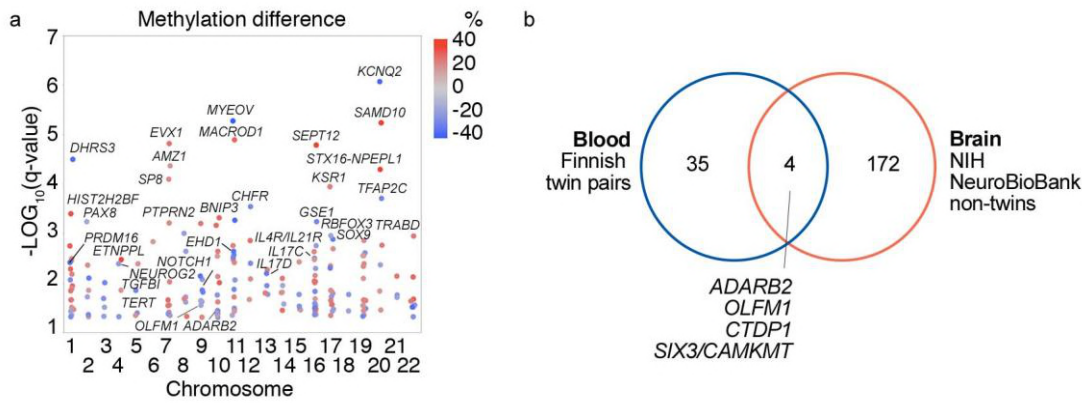 a
Methylation difference
%
7
6
5
4
3
2
1
-LOG10(q-value)
40
20
0
-20
-40
KCNQ2
MYEOV
SAMD10
EVX1
MACROD1
SEPT12
DHRS3
AMZ1
STX16-NPEPL1
SP8
KSR1
TFAP2C
HIST2H2BF
CHFR
PAX8
PTPRN2
BNIP3
GSE1
RBFOX3
TRABD
PRDM16
EHD1
IL4R/IL21R
SOX9
ETNPPL
NOTCH1
IL17C
NEUROG2
IL17D
TGFBI
TERT
OLFM1
ADARB2
1 3 5 7 9 11 13 15 17 19 21
2 4 6 8 10 12 14 16 18 20 22
Chromosome
b
Blood
Finnish
twin pairs
35
4
172
Brain
NIH
NeuroBioBank
non-twins
ADARB2
OLFM1
CTDP1
SIX3/CAMKMT